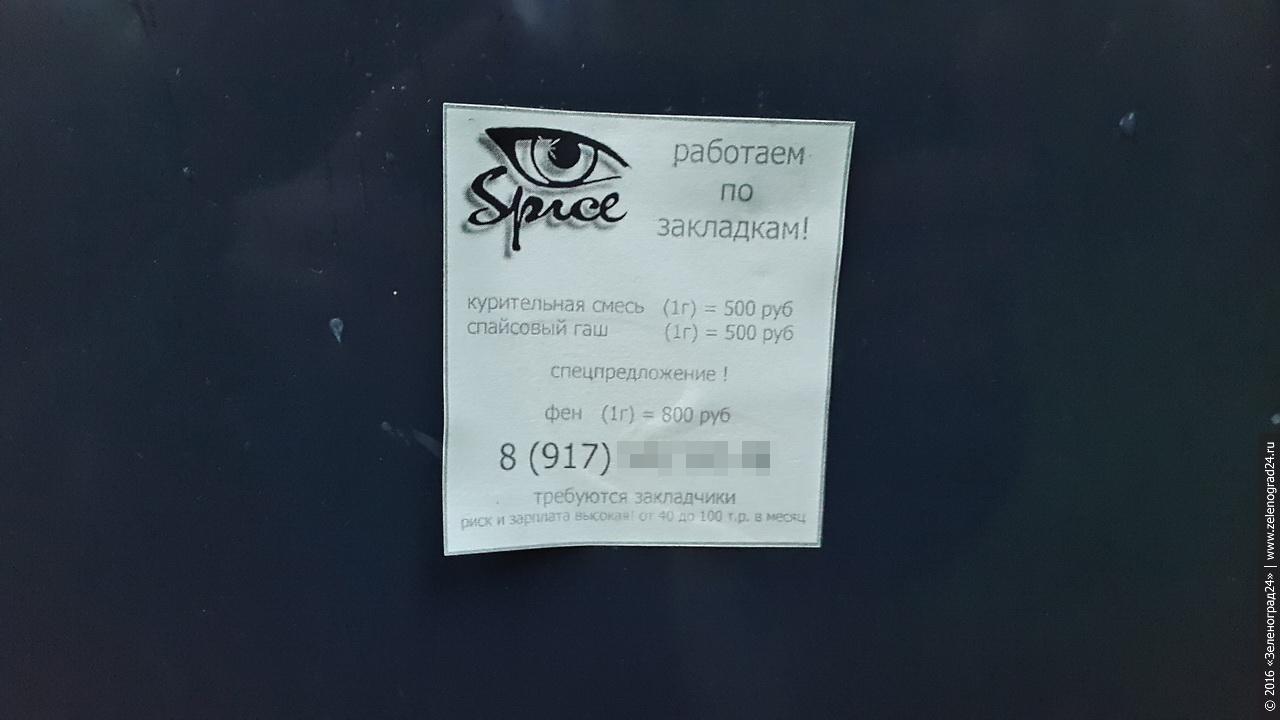 Spice
работаем
по
закладкам!
курительная смесь (1г) = 500 руб
спайсовый гаш (1г) = 500 руб
спецпредложение !
фен (1г) = 800 руб
8 (917)
требуются закладчики
риск и зарплата высокая! от 40 до 100 т.р. в месяц
© 2016 «Зеленоград24» | www.zelenograd24.ru